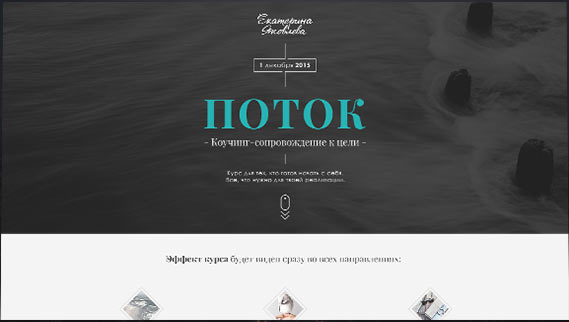 Екатерина
Яковлева
1 декабря 2015
ПОТОК
- Коучинг-сопровождение к цели -
Курс для тех, кто готов начать с себя.
Все, что нужно для твоей реализации.
Эффект курса будет виден сразу во всех направлениях: